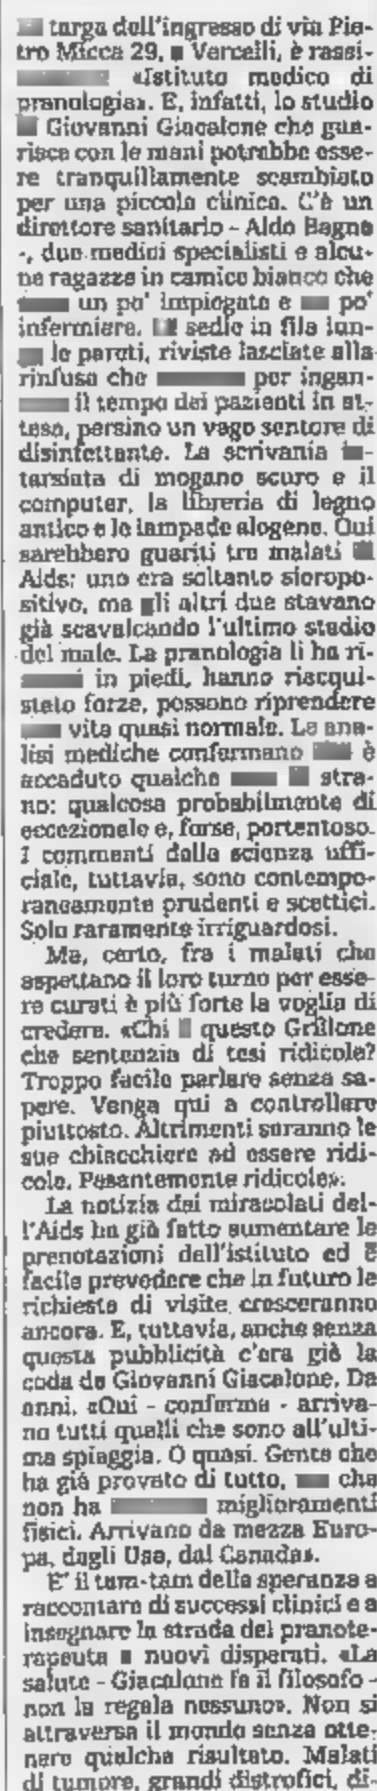 targa dell'ingresso di via Pie-
tro Micca 29, Vercelli, è rassi-
«Istituto medico di
pranologia». E, infatti, lo studio
Giovanni Giacalone che gua-
risce con le mani potrebbe esse-
re tranquillamente scambiato
per una piccola clinica. C'è un
direttore sanitario - Aldo Bagna
-, due medici specialisti e alcu-
ne ragazze in camice bianco che
un po' impiegate e po'
infermiere. sedie in fila lun-
le pareti, riviste lasciate alla
rinfusa che per ingan-
il tempo dei pazienti in at-
tesa, persino un vago sentore di
disinfettante. La scrivania in-
tarsiata di mogano scuro e il
computer, la libreria di legno
antico e le lampade alogene. Qui
sarebbero guariti tre malati
Aids: uno era soltanto sieropo-
sitivo, ma gli altri due stavano
già scavalcando l'ultimo stadio
del male. La pranologia li ha ri-
in piedi, hanno riacqui-
stato forze, possono riprendere
vita quasi normale. Le ana-
lisi mediche confermano è
accaduto qualche stra-
no: qualcosa probabilmente di
eccezionale e, forse, portentoso.
I commenti della scienza uffi-
ciale, tuttavia, sono contempo-
raneamente prudenti e scettici.
Solo raramente irriguardosi.
Ma, certo, fra i malati che
aspettano il loro turno per esse-
re curati è più forte la voglia di
credere. «Chi questo Grillone
che sentenzia di tesi ridicole?
Troppo facile parlare senza sa-
pere. Venga qui a controllare
piuttosto. Altrimenti saranno le
sue chiacchiere ad essere ridi-
cole. Pesantemente ridicole».
La notizia dei miracolati del-
l'Aids ha già fatto aumentare le
prenotazioni dell'istituto ed è
facile prevedere che in futuro le
richieste di visite cresceranno
ancora. E, tuttavia, anche senza
questa pubblicità c'era già la
coda da Giovanni Giacalone. Da
anni. «Qui - conferma - arriva-
no tutti quelli che sono all'ulti-
ma spiaggia. O quasi. Gente che
ha già provato di tutto, che
non ha miglioramenti
fisici. Arrivano da mezza Euro-
pa, dagli Usa, dal Canada».
E' il tam-tam della speranza a
raccontare di successi clinici e a
insegnare la strada del pranote-
rapeuta nuovi disperati. «La
salute - Giacalone fa il filosofo -
non la regala nessuno». Non si
attraversa il mondo senza otte-
nere qualche risultato. Malati
di tumore, grandi distrofici, di-